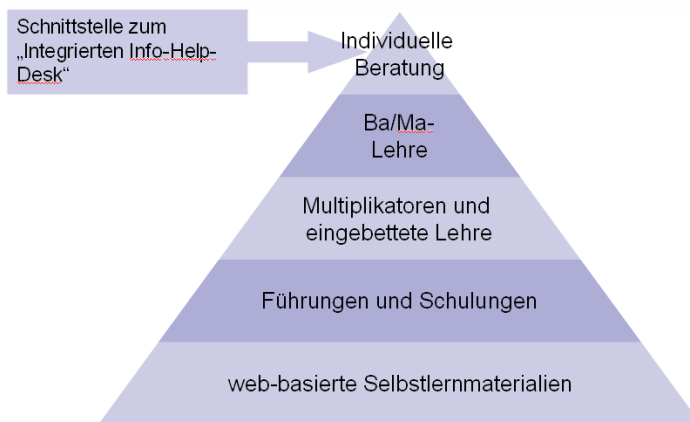 Schnittstelle zum
„Integrierten Info-Help-
Desk“
Individuelle
Beratung
Ba/Ma-
Lehre
Multiplikatoren und
eingebettete Lehre
Führungen und Schulungen
web-basierte Selbstlernmaterialien